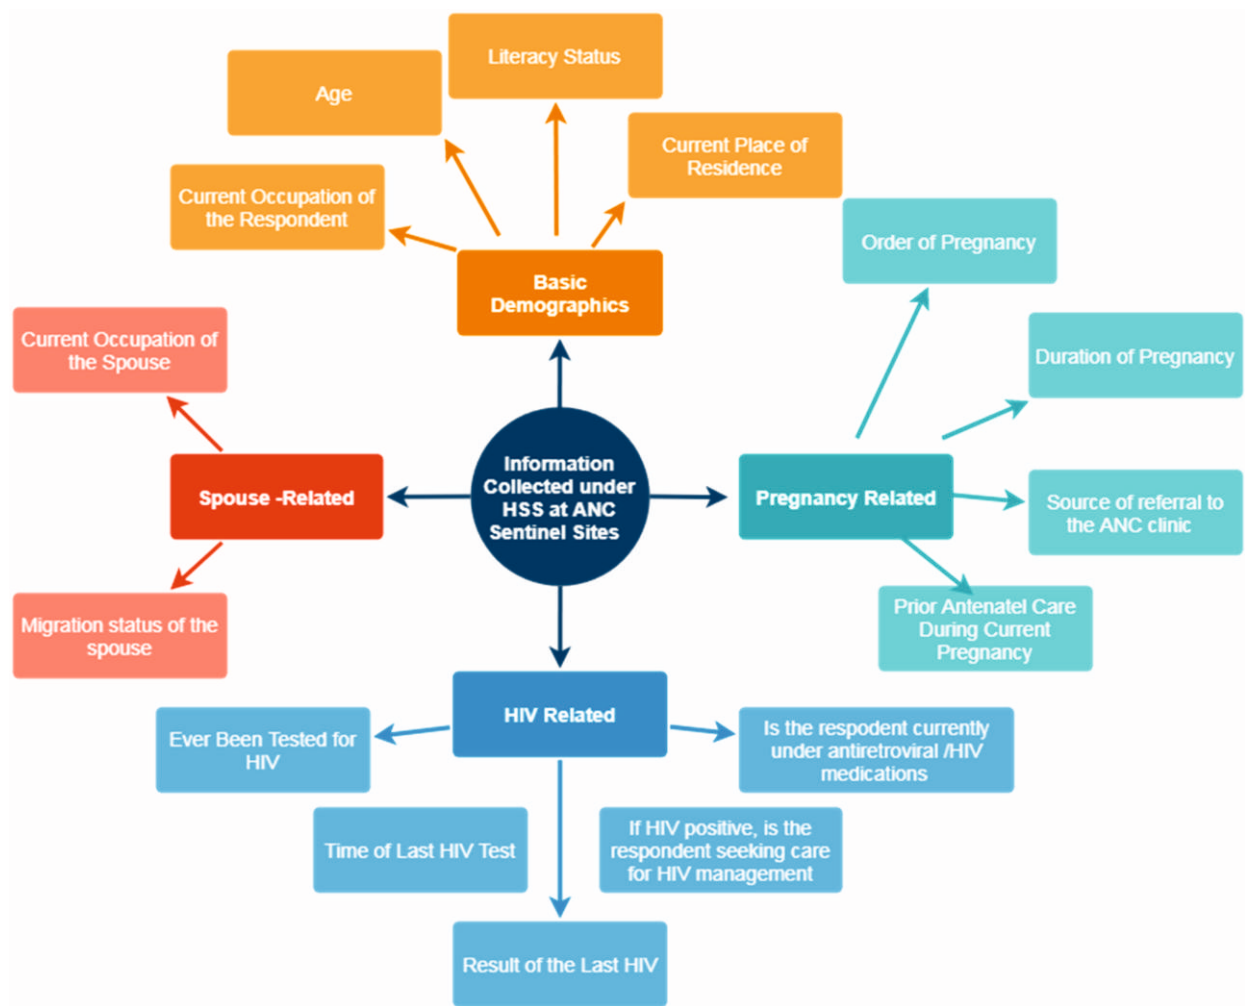 Literacy Status
Age
Current Place of
Residence
Current Occupation of
the Respondent
Order of Pregnancy
Basic
Demographics
Current Occupation of
the Spouse
Duration of Pregnancy
Information
Collected under
HSS at ANC
Sentinel Sites
Spouse -Related
Pregnancy Related
Source of referral to
the ANC clinic
Migration status of the
spouse
Prior Antenatel Care
During Current
Pregnancy
HIV Related
Ever Been Tested for
HIV
Is the respodent currently
under antiretroviral /HIV
medications
Time of Last HIV Test
If HIV positive, is the
respondent seeking care
for HIV management
Result of the Last HIV